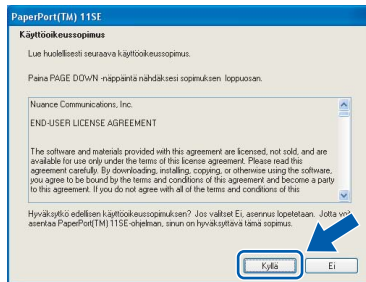 PaperPort(TM) 11SE
Käyttöoikeussopimus
Lue huolellisesti seuraava käyttöoikeussopimus.
Paina PAGE DOWN -näppäintä nähdäksesi sopimuksen loppuosan.
Nuance Communications, Inc.
END-USER LICENSE AGREEMENT
The software and materials provided with this agreement are licensed, not sold, and are
available for use only under the terms of this license agreement. Please read this
agreement carefully. By downloading, installing, copying, or otherwise using the software,
you agree to be bound by the terms and conditions of this agreement and become a party
to this agreement. If you do not agree with all of the terms and conditions of this
Hyväksytkö edellisen käyttöoikeussopimuksen? Jos valitset Ei, asennus lopetetaan. Jotta voit
asentaa PaperPort(TM) 11SE-ohjelman, sinun on hyväksyttävä tämä sopimus.
Kyllä
Ei